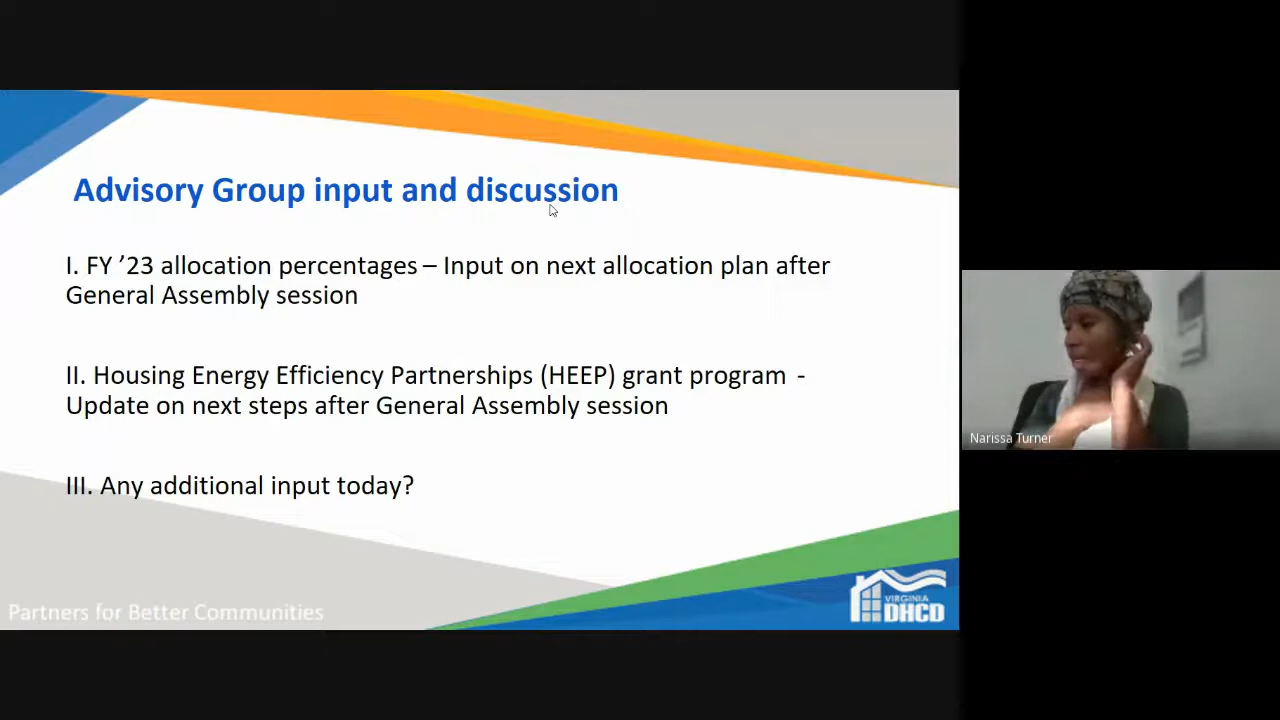 Advisory Group input and discussion
I. FY ’23 allocation percentages – Input on next allocation plan after
General Assembly session
II. Housing Energy Efficiency Partnerships (HEEP) grant program -
Update on next steps after General Assembly session
III. Any additional input today?
Partners for Better Communities
VIRGINIA
DHCD
Narissa Turner